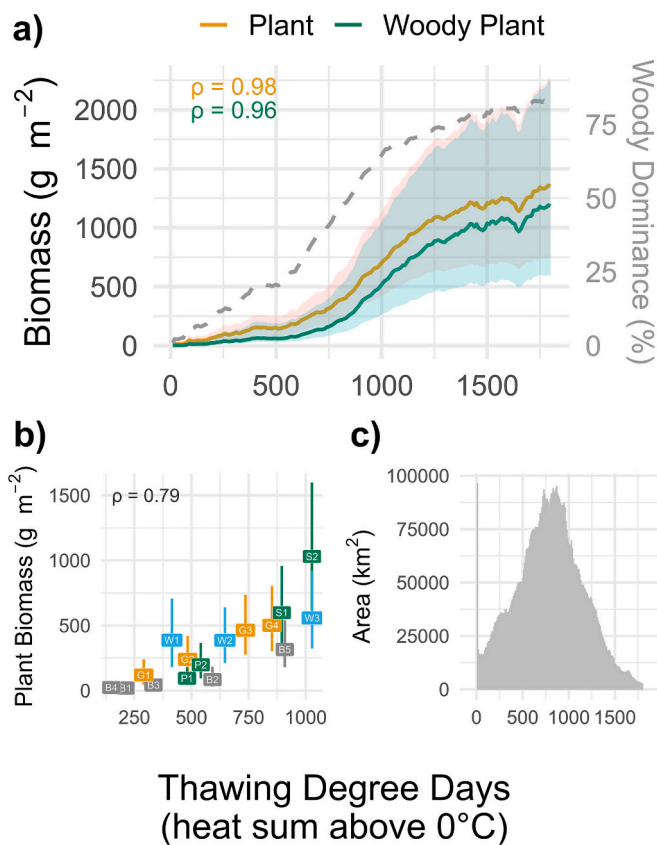 a)
Plant
Woody Plant
ρ = 0.98
ρ = 0.96
Biomass (g m⁻²)
2000
1500
1000
500
0
Woody Dominance (%)
75
50
25
0
0 500 1000 1500
b)
Plant Biomass (g m⁻²)
ρ = 0.79
1500
1000
500
0
S2
W3
S1
G4
G3
W1
W2
B5
G2
P2
G1
P1
B2
B4
B1
B3
250 500 750 1000
c)
Area (km²)
100000
75000
50000
25000
0
0 500 1000 1500
Thawing Degree Days
(heat sum above 0°C)